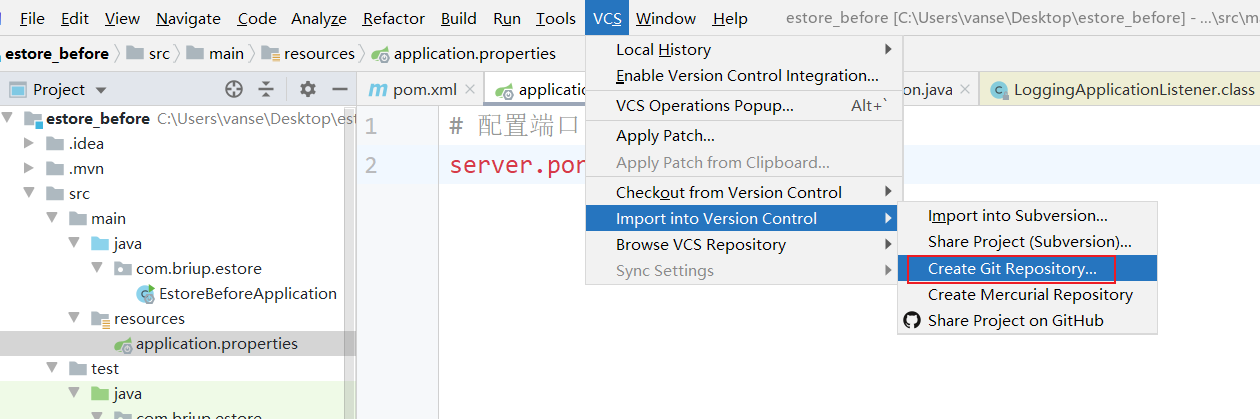 File Edit View Navigate Code Analyze Refactor Build Run Tools VCS Window Help estore_before [C:\Users\vanse\Desktop\estore_before] - ...\src\m
estore_before src main resources application.properties
Project
pom.xml
applicatio
on.java
LoggingApplicationListener.class
estore_before C:\Users\vanse\Desktop\est
.idea
.mvn
src
main
java
com.briup.estore
EstoreBeforeApplication
resources
application.properties
test
java
com.briup.estore
1 # 配置端口
2 server.por
Local History
Enable Version Control Integration...
VCS Operations Popup... Alt+`
Apply Patch...
Apply Patch from Clipboard...
Checkout from Version Control
Import into Version Control
Browse VCS Repository
Sync Settings
Import into Subversion...
Share Project (Subversion)...
Create Git Repository...
Create Mercurial Repository
Share Project on GitHub